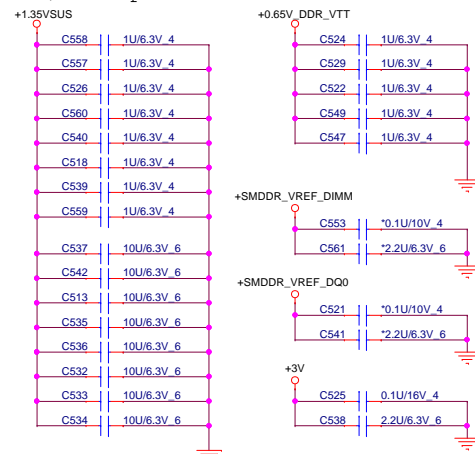 +1.35VSUS
C558 1U/6.3V_4
C557 1U/6.3V_4
C526 1U/6.3V_4
C560 1U/6.3V_4
C540 1U/6.3V_4
C518 1U/6.3V_4
C539 1U/6.3V_4
C559 1U/6.3V_4
C537 10U/6.3V_6
C542 10U/6.3V_6
C513 10U/6.3V_6
C535 10U/6.3V_6
C536 10U/6.3V_6
C532 10U/6.3V_6
C533 10U/6.3V_6
C534 10U/6.3V_6
+0.65V_DDR_VTT
C524 1U/6.3V_4
C529 1U/6.3V_4
C522 1U/6.3V_4
C549 1U/6.3V_4
C547 1U/6.3V_4
+SMDDR_VREF_DIMM
C553 *0.1U/10V_4
C561 *2.2U/6.3V_6
+SMDDR_VREF_DQ0
C521 *0.1U/10V_4
C541 *2.2U/6.3V_6
+3V
C525 0.1U/16V_4
C538 2.2U/6.3V_6